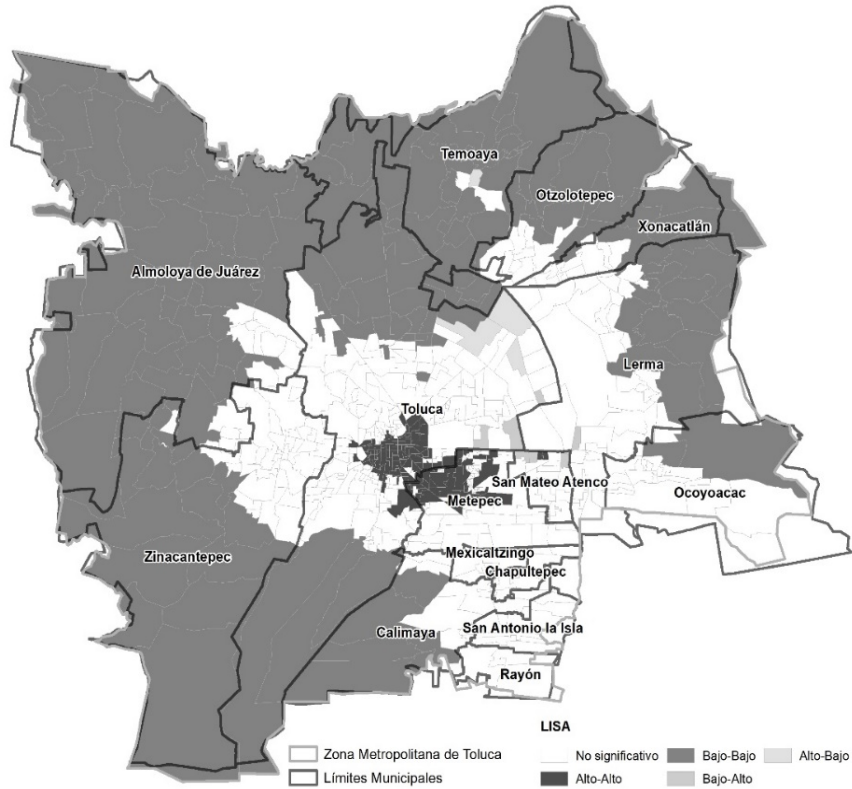 Temoaya
Otzolotepec
Xonacatlán
Almoloya de Juárez
Lerma
Toluca
San Mateo Atenco
Ocoyoacac
Metepec
Zinacantepec
Mexicaltzingo
Chapultepec
Calimaya
San Antonio la Isla
Rayón
LISA
Zona Metropolitana de Toluca
No significativo
Bajo-Bajo
Alto-Bajo
Límites Municipales
Alto-Alto
Bajo-Alto